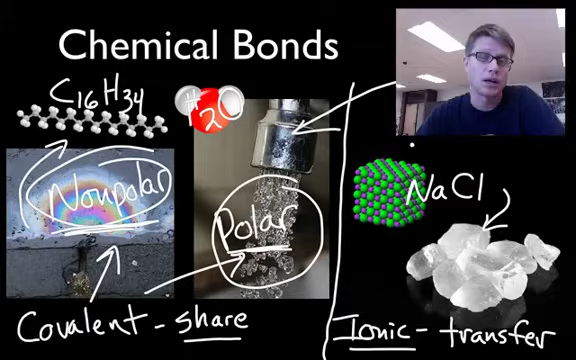 Chemical Bonds
C16H34
H2O
NaCl
Nonpolar
Polar
Covalent - share
Ionic - transfer